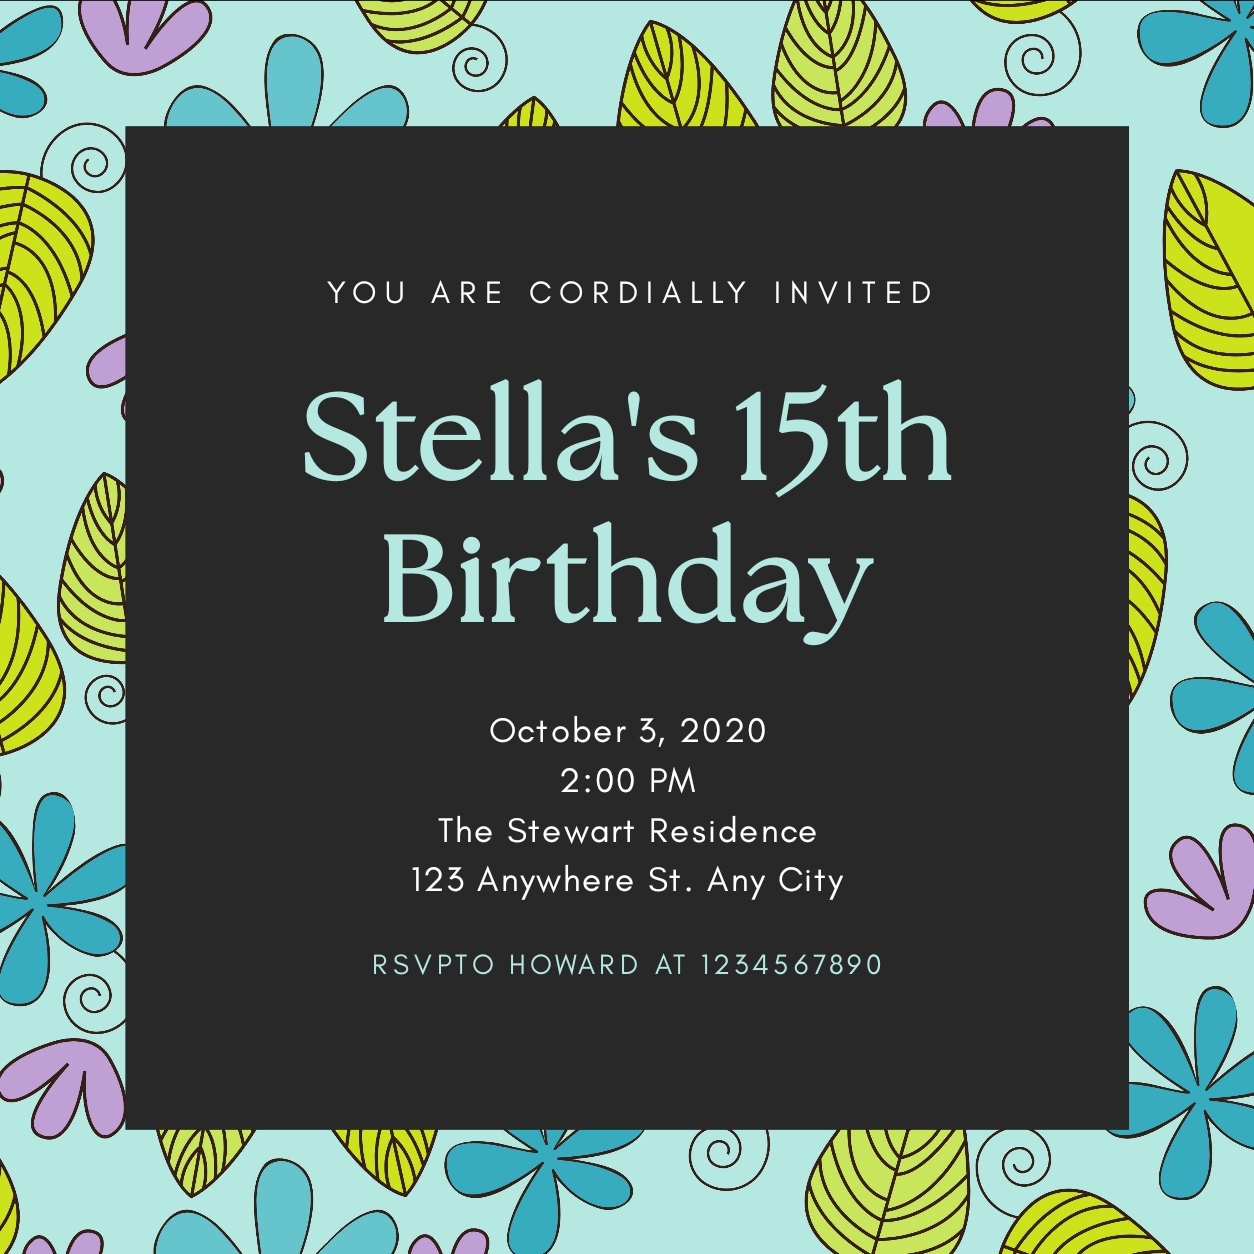 YOU ARE CORDIALLY INVITED
Stella's 15th
Birthday
October 3, 2020
2:00 PM
The Stewart Residence
123 Anywhere St. Any City
RSVPTO HOWARD AT 1234567890